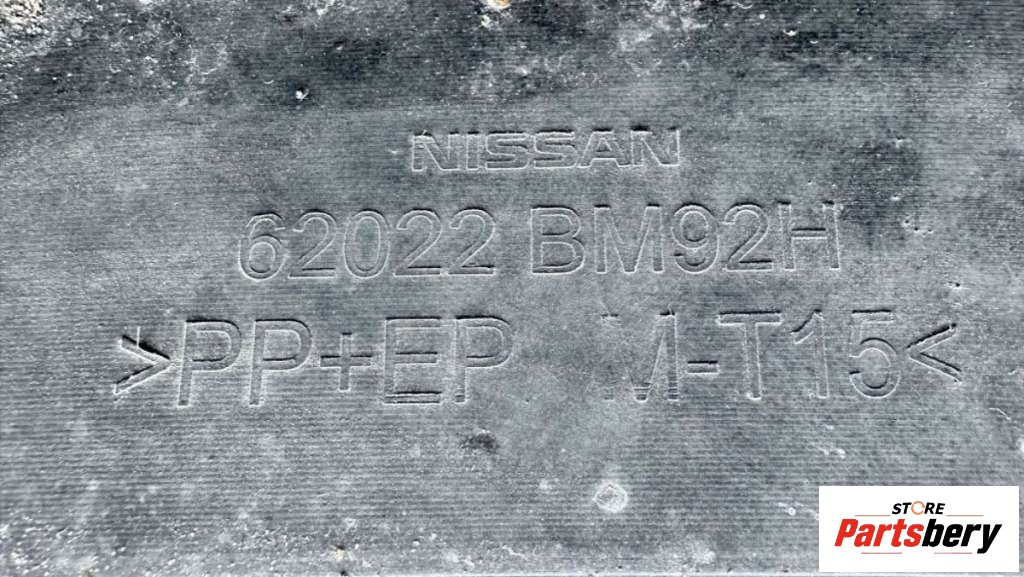 NISSAN
62022 BM92H
>PP+EP M-T15<
STORE
Partsbery